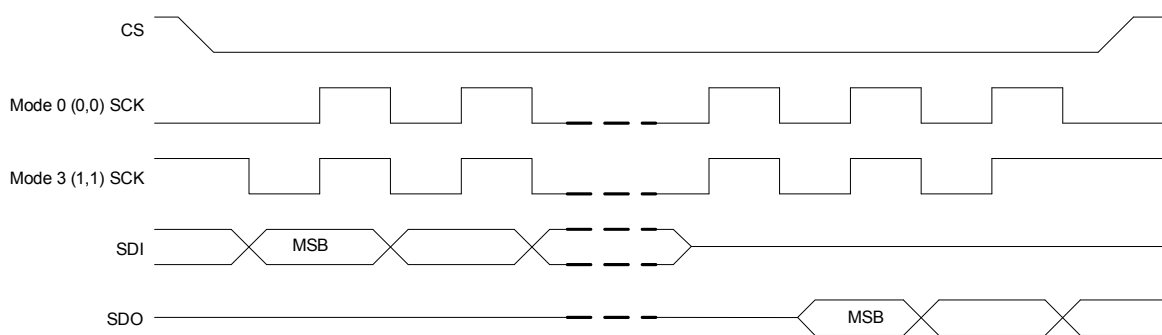 CS
Mode 0 (0,0) SCK
Mode 3 (1,1) SCK
SDI
MSB
SDO
MSB